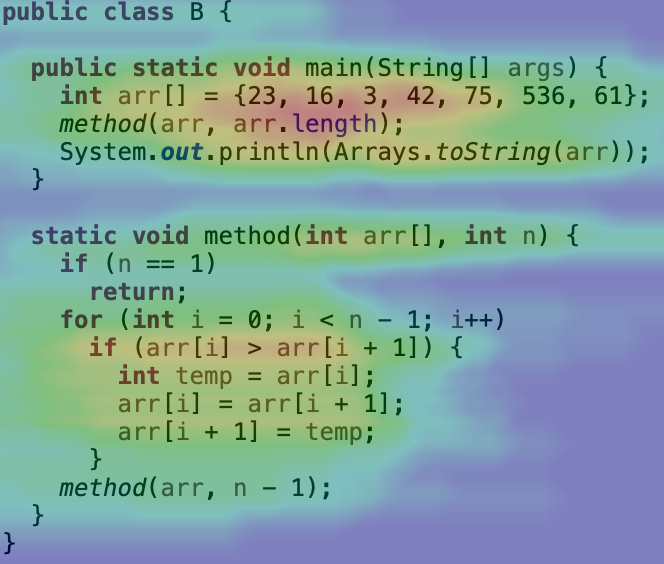 public class B {
public static void main(String[] args) {
int arr[] = {23, 16, 3, 42, 75, 536, 61};
method(arr, arr.length);
System.out.println(Arrays.toString(arr));
}
static void method(int arr[], int n) {
if (n == 1)
return;
for (int i = 0; i < n - 1; i++)
if (arr[i] > arr[i + 1]) {
int temp = arr[i];
arr[i] = arr[i + 1];
arr[i + 1] = temp;
}
method(arr, n - 1);
}
}